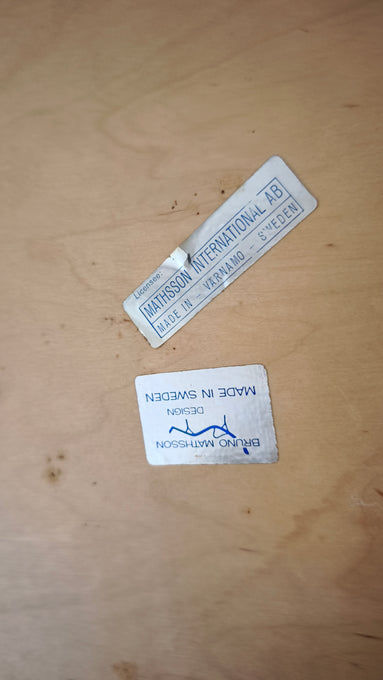 Licensee:
MATHSSON INTERNATIONAL AB
MADE IN – VÄRNAMO – SWEDEN
BRUNO MATHSSON
DESIGN
MADE IN SWEDEN